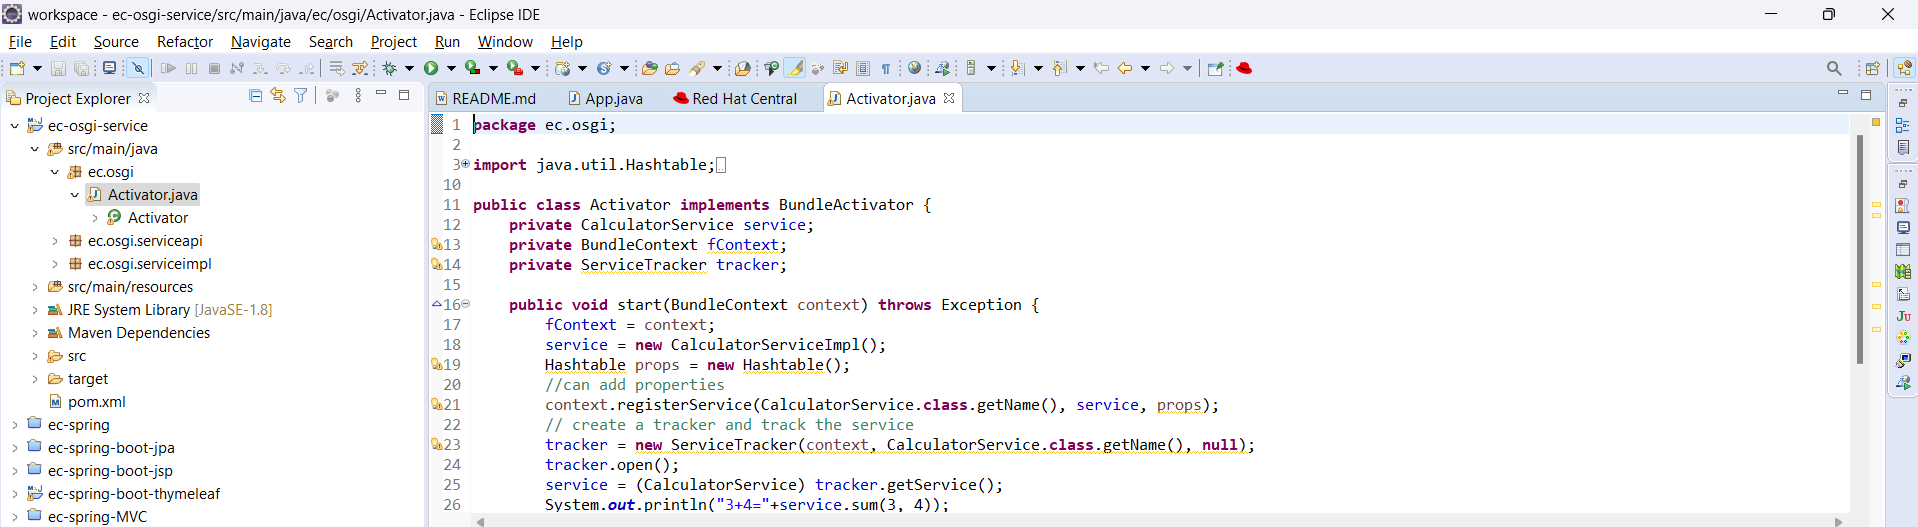 workspace - ec-osgi-service/src/main/java/ec/osgi/Activator.java - Eclipse IDE
File Edit Source Refactor Navigate Search Project Run Window Help
Project Explorer
README.md App.java Red Hat Central Activator.java
ec-osgi-service
src/main/java
ec.osgi
Activator.java
Activator
ec.osgi.serviceapi
ec.osgi.serviceimpl
src/main/resources
JRE System Library [JavaSE-1.8]
Maven Dependencies
src
target
pom.xml
ec-spring
ec-spring-boot-jpa
ec-spring-boot-jsp
ec-spring-boot-thymeleaf
ec-spring-MVC
1 package ec.osgi;
2
3 import java.util.Hashtable;
10
11 public class Activator implements BundleActivator {
12 private CalculatorService service;
13 private BundleContext fContext;
14 private ServiceTracker tracker;
15
16 public void start(BundleContext context) throws Exception {
17 fContext = context;
18 service = new CalculatorServiceImpl();
19 Hashtable props = new Hashtable();
20 //can add properties
21 context.registerService(CalculatorService.class.getName(), service, props);
22 // create a tracker and track the service
23 tracker = new ServiceTracker(context, CalculatorService.class.getName(), null);
24 tracker.open();
25 service = (CalculatorService) tracker.getService();
26 System.out.println("3+4="+service.sum(3, 4));